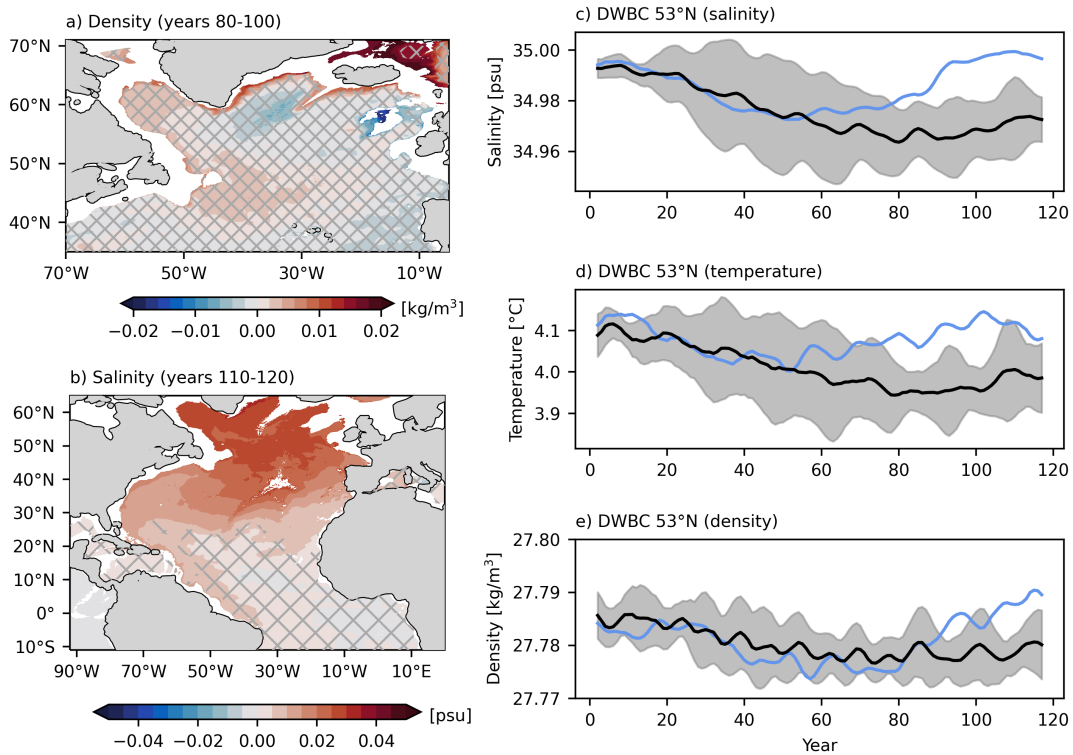 a) Density (years 80-100)
70°N
60°N
50°N
40°N
70°W 50°W 30°W 10°W
[kg/m³]
−0.02 −0.01 0.00 0.01 0.02
b) Salinity (years 110-120)
60°N
50°N
40°N
30°N
20°N
10°N
0°
10°S
90°W 70°W 50°W 30°W 10°W 10°E
[psu]
−0.04 −0.02 0.00 0.02 0.04
c) DWBC 53°N (salinity)
Salinity [psu]
35.00
34.98
34.96
0 20 40 60 80 100 120
d) DWBC 53°N (temperature)
Temperature [°C]
4.1
4.0
3.9
0 20 40 60 80 100 120
e) DWBC 53°N (density)
Density [kg/m³]
27.80
27.79
27.78
27.77
0 20 40 60 80 100 120
Year